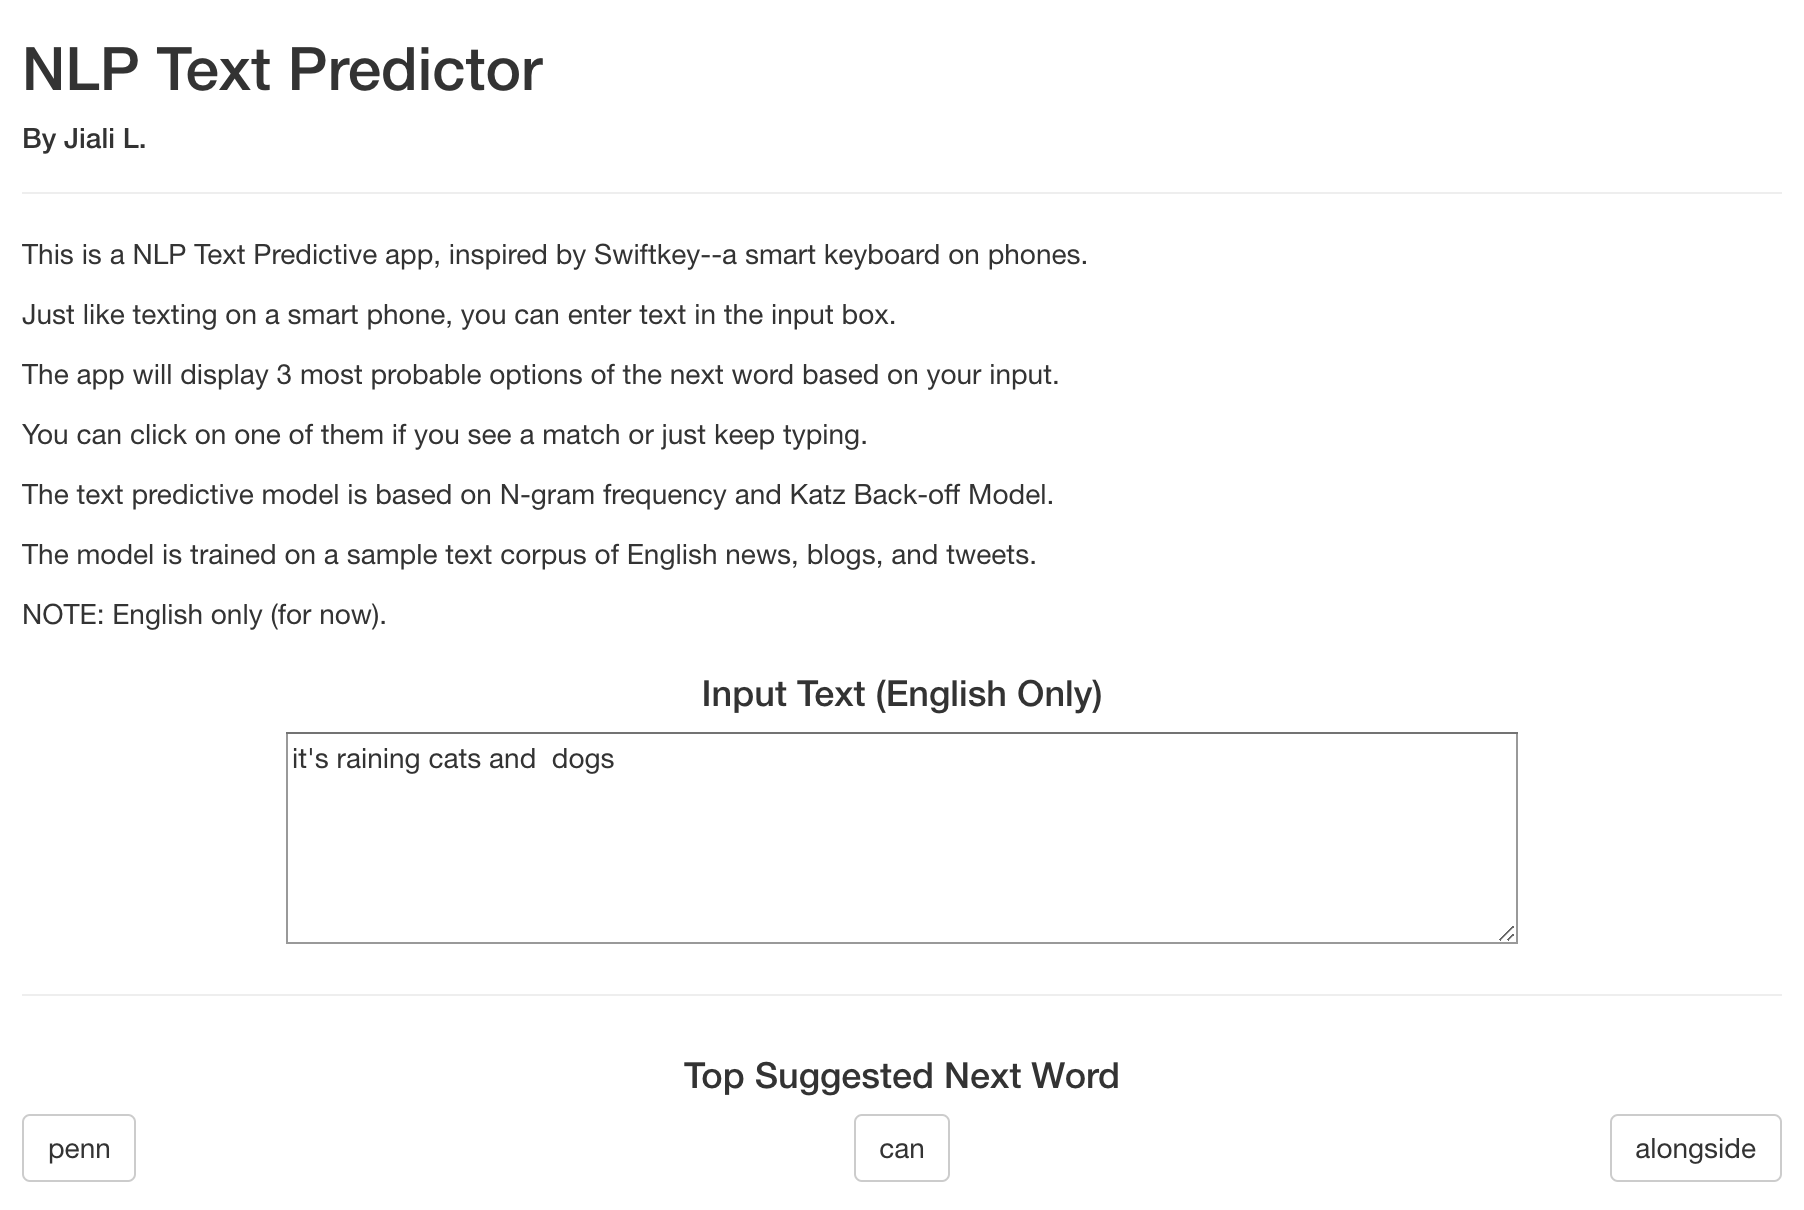 NLP Text Predictor
By Jiali L.
This is a NLP Text Predictive app, inspired by Swiftkey--a smart keyboard on phones.
Just like texting on a smart phone, you can enter text in the input box.
The app will display 3 most probable options of the next word based on your input.
You can click on one of them if you see a match or just keep typing.
The text predictive model is based on N-gram frequency and Katz Back-off Model.
The model is trained on a sample text corpus of English news, blogs, and tweets.
NOTE: English only (for now).
Input Text (English Only)
it's raining cats and  dogs
Top Suggested Next Word
penn can alongside